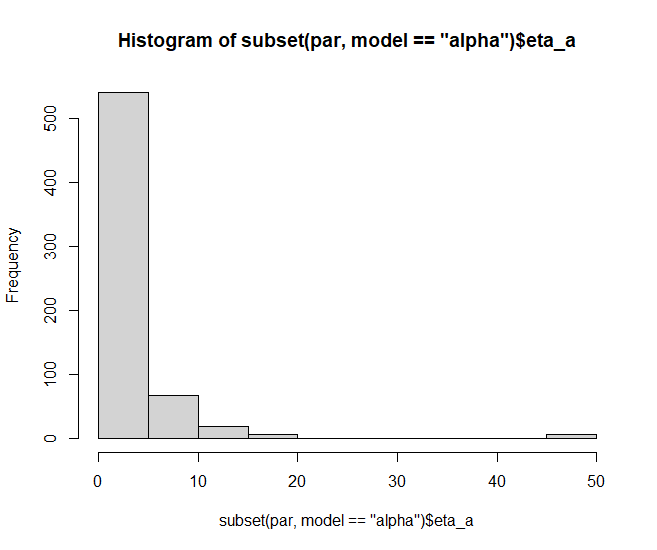 Histogram of subset(par, model == "alpha")$eta_a
Frequency
500
400
300
200
100
0
0 10 20 30 40 50
subset(par, model == "alpha")$eta_a